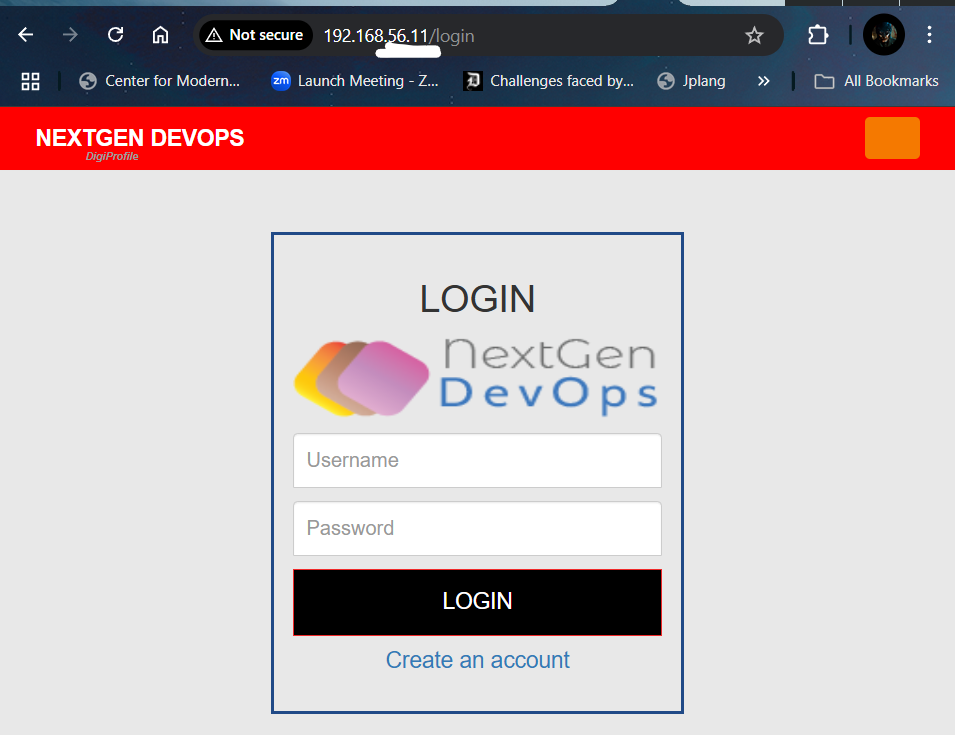 Not secure 192.168.56.11/login
Center for Modern... zm Launch Meeting - Z... D Challenges faced by... Jplang » All Bookmarks
NEXTGEN DEVOPS
DigiProfile
LOGIN
NextGen
DevOps
Username
Password
LOGIN
Create an account